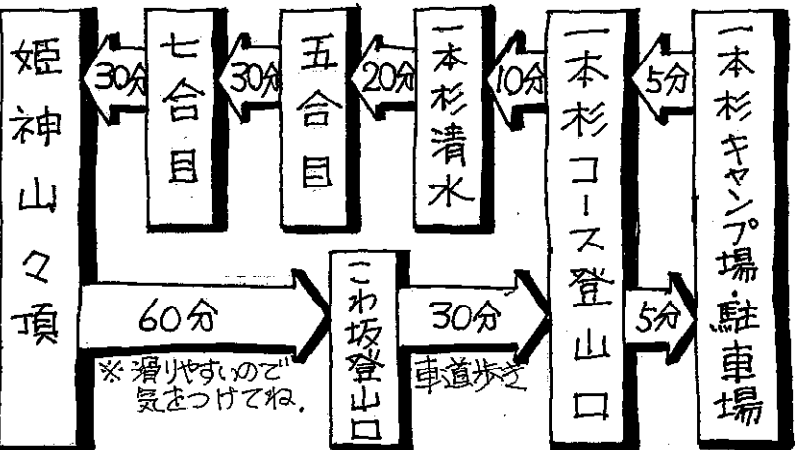 姫神山々頂
30分
七合目
30分
五合目
20分
一本杉清水
10分
一本杉コース登山口
5分
一本杉キャンプ場・駐車場
60分
※滑りやすいので
気をつけてね.
こわ坂登山口
30分
車道歩き
5分